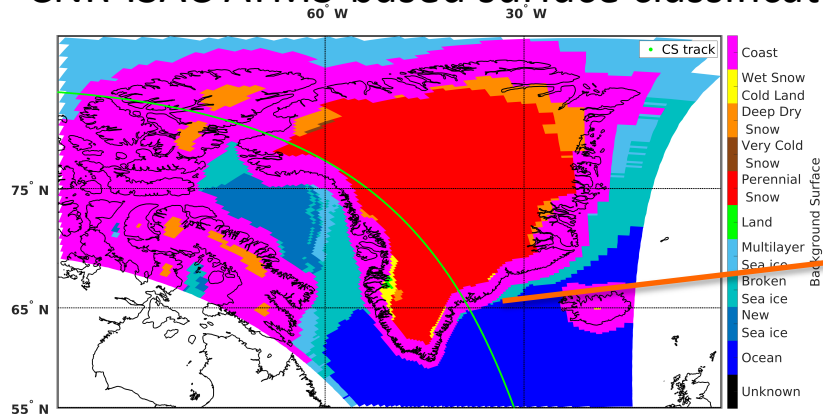 60° W
30° W
CS track
75° N
65° N
55° N
Coast
Wet Snow
Cold Land
Deep Dry
Snow
Very Cold
Snow
Perennial
Snow
Land
Multilayer
Sea ice
Broken
Sea ice
New
Sea ice
Ocean
Unknown
Background Surface